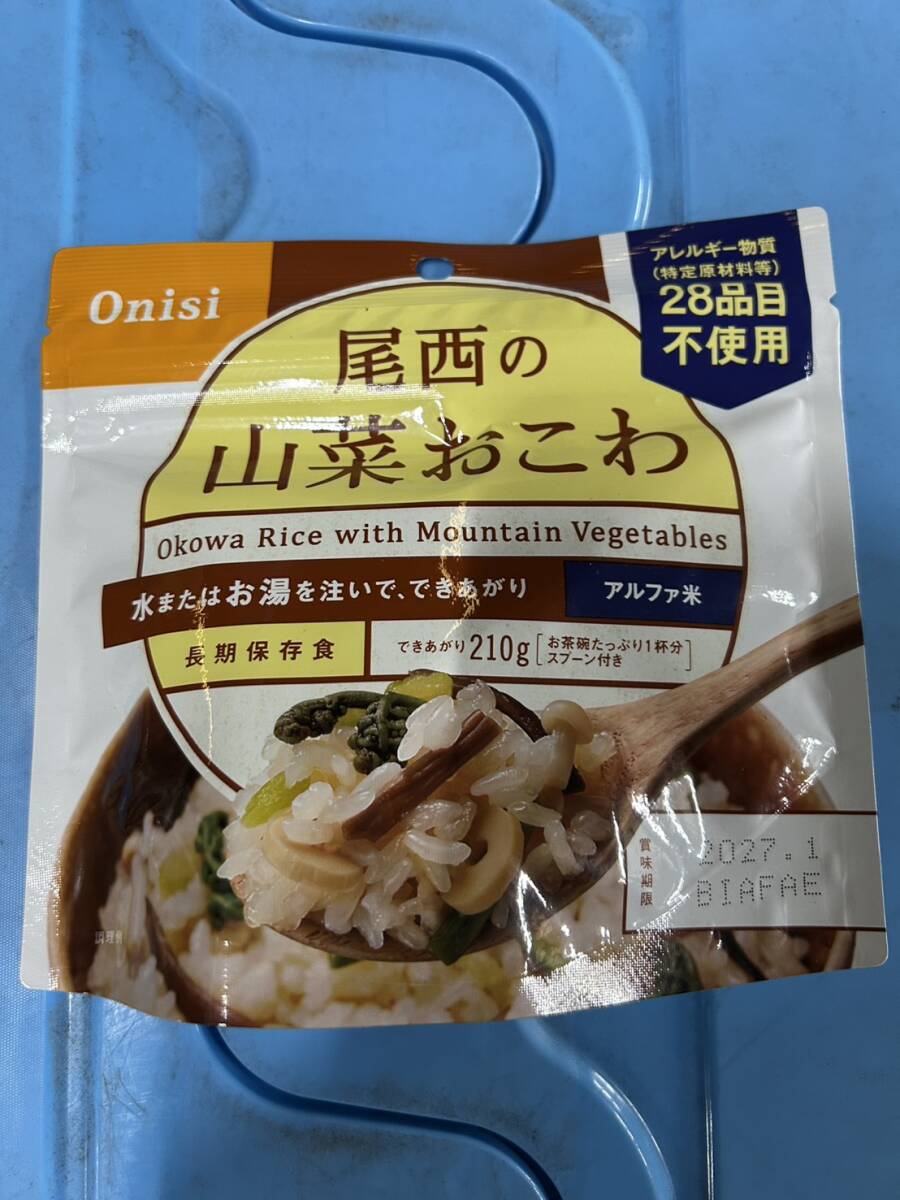 Onisi
アレルギー物質
(特定原材料等)
28品目
不使用
尾西の
山菜おこわ
Okowa Rice with Mountain Vegetables
水またはお湯を注いで、できあがり
アルファ米
長期保存食
できあがり210g[お茶碗たっぷり1杯分
スプーン付き]
賞味期限
2027.1
BIAFAE
調理例